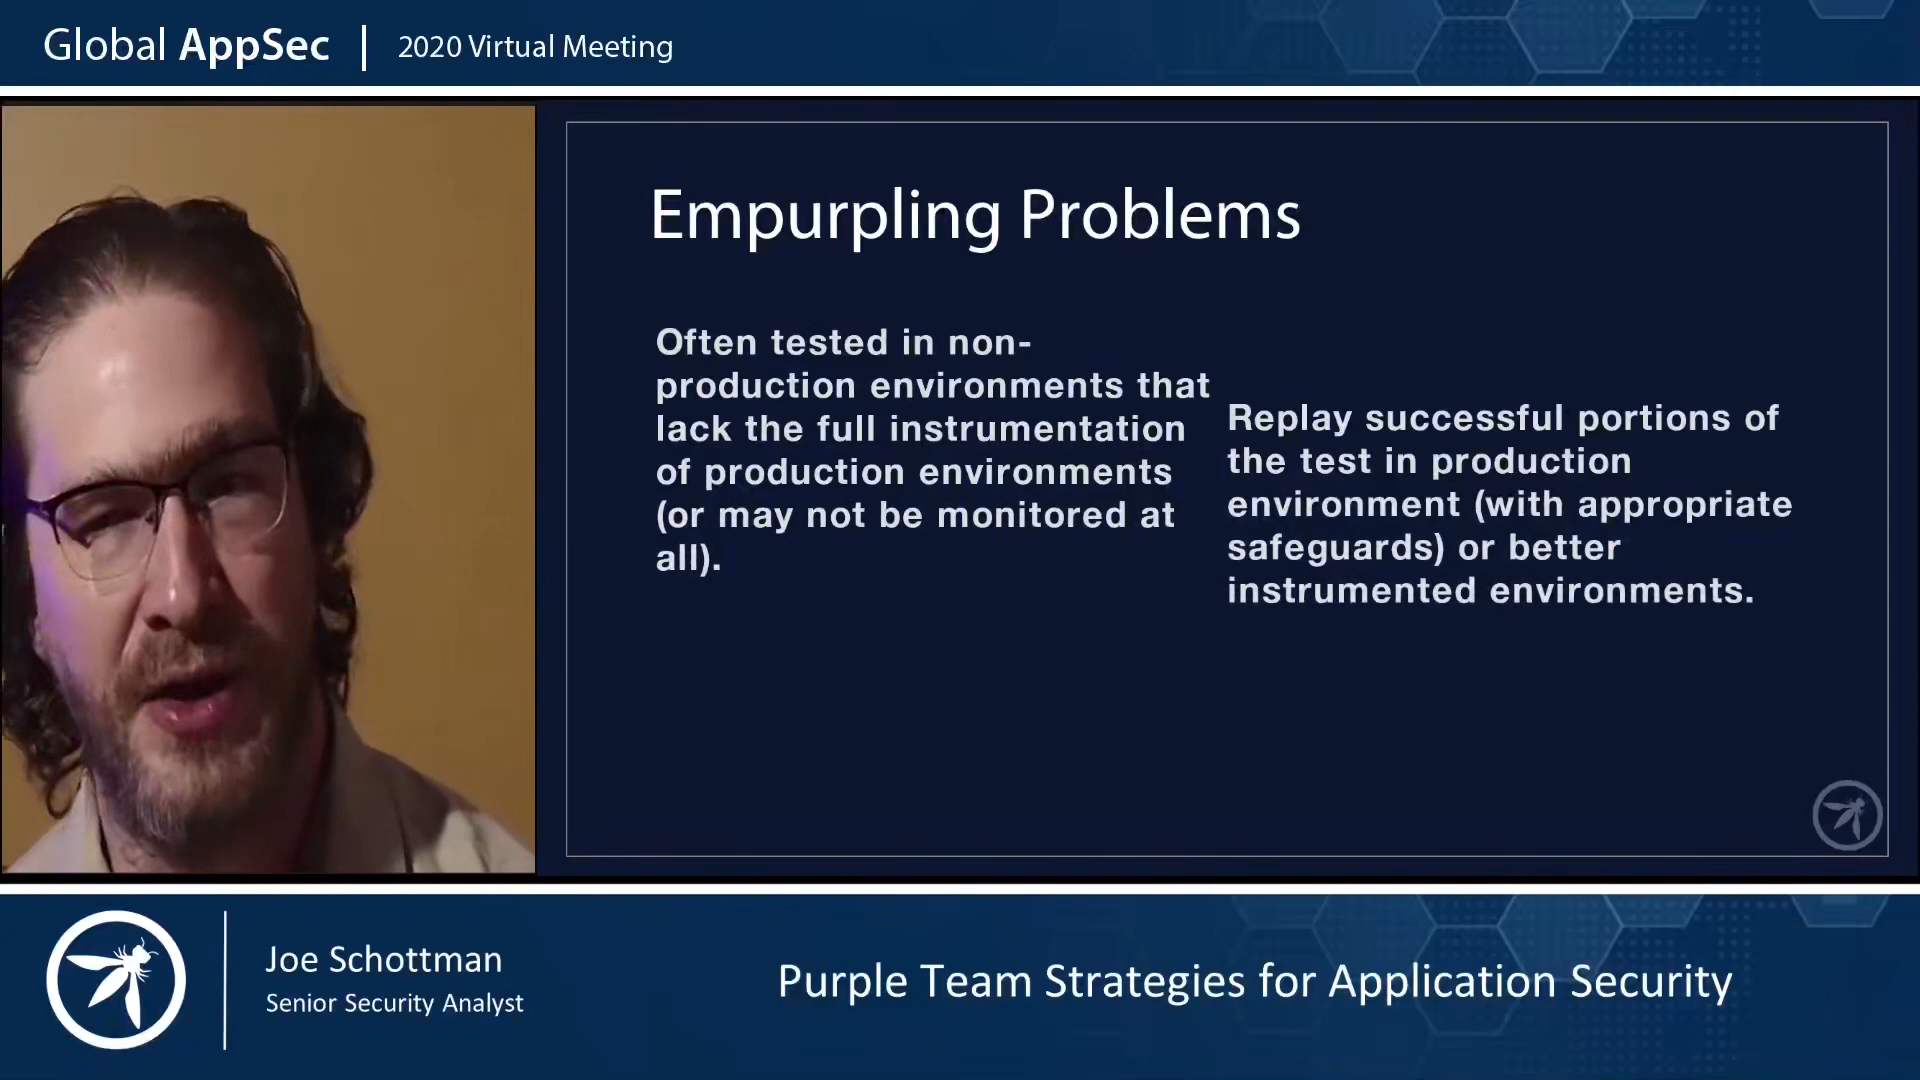 Global AppSec | 2020 Virtual Meeting
Empurpling Problems
Often tested in non-
production environments that
lack the full instrumentation
of production environments
(or may not be monitored at
all).
Replay successful portions of
the test in production
environment (with appropriate
safeguards) or better
instrumented environments.
Joe Schottman
Senior Security Analyst
Purple Team Strategies for Application Security